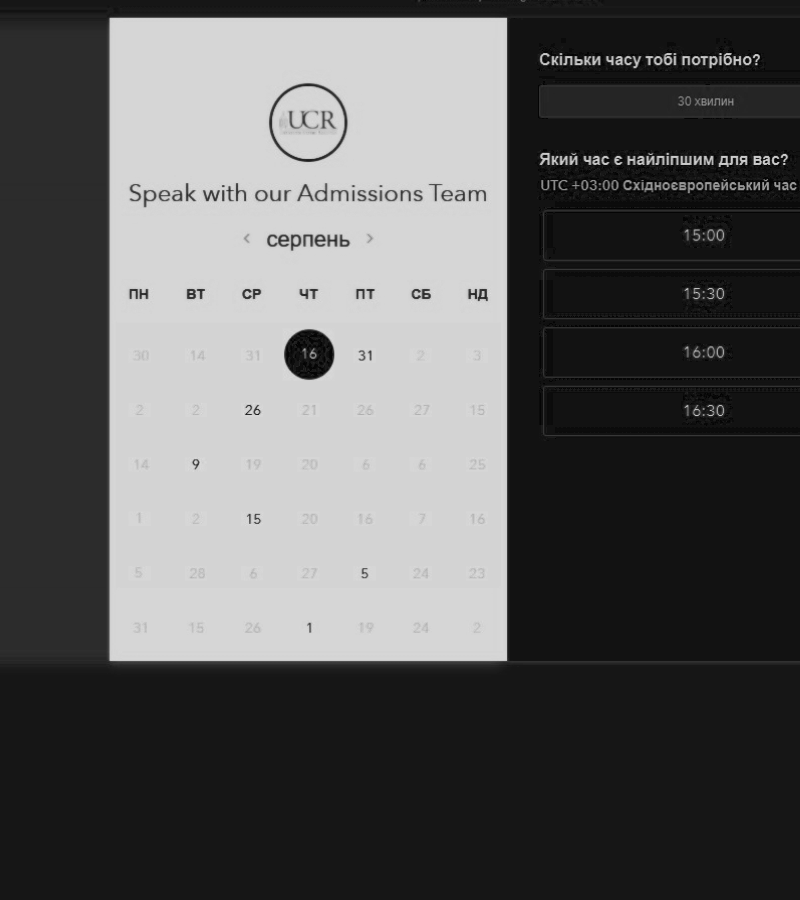 UCR
Speak with our Admissions Team
‹ серпень ›
ПН ВТ СР ЧТ ПТ СБ НД
30 14 31 16 31 2 3
2 2 26 21 26 27 15
14 9 19 20 6 6 25
1 2 15 20 16 7 16
5 28 6 27 5 24 23
31 15 26 1 19 24 2
Скільки часу тобі потрібно?
30 хвилин
Який час є найліпшим для вас?
UTC +03:00 Східноєвропейський час
15:00
15:30
16:00
16:30